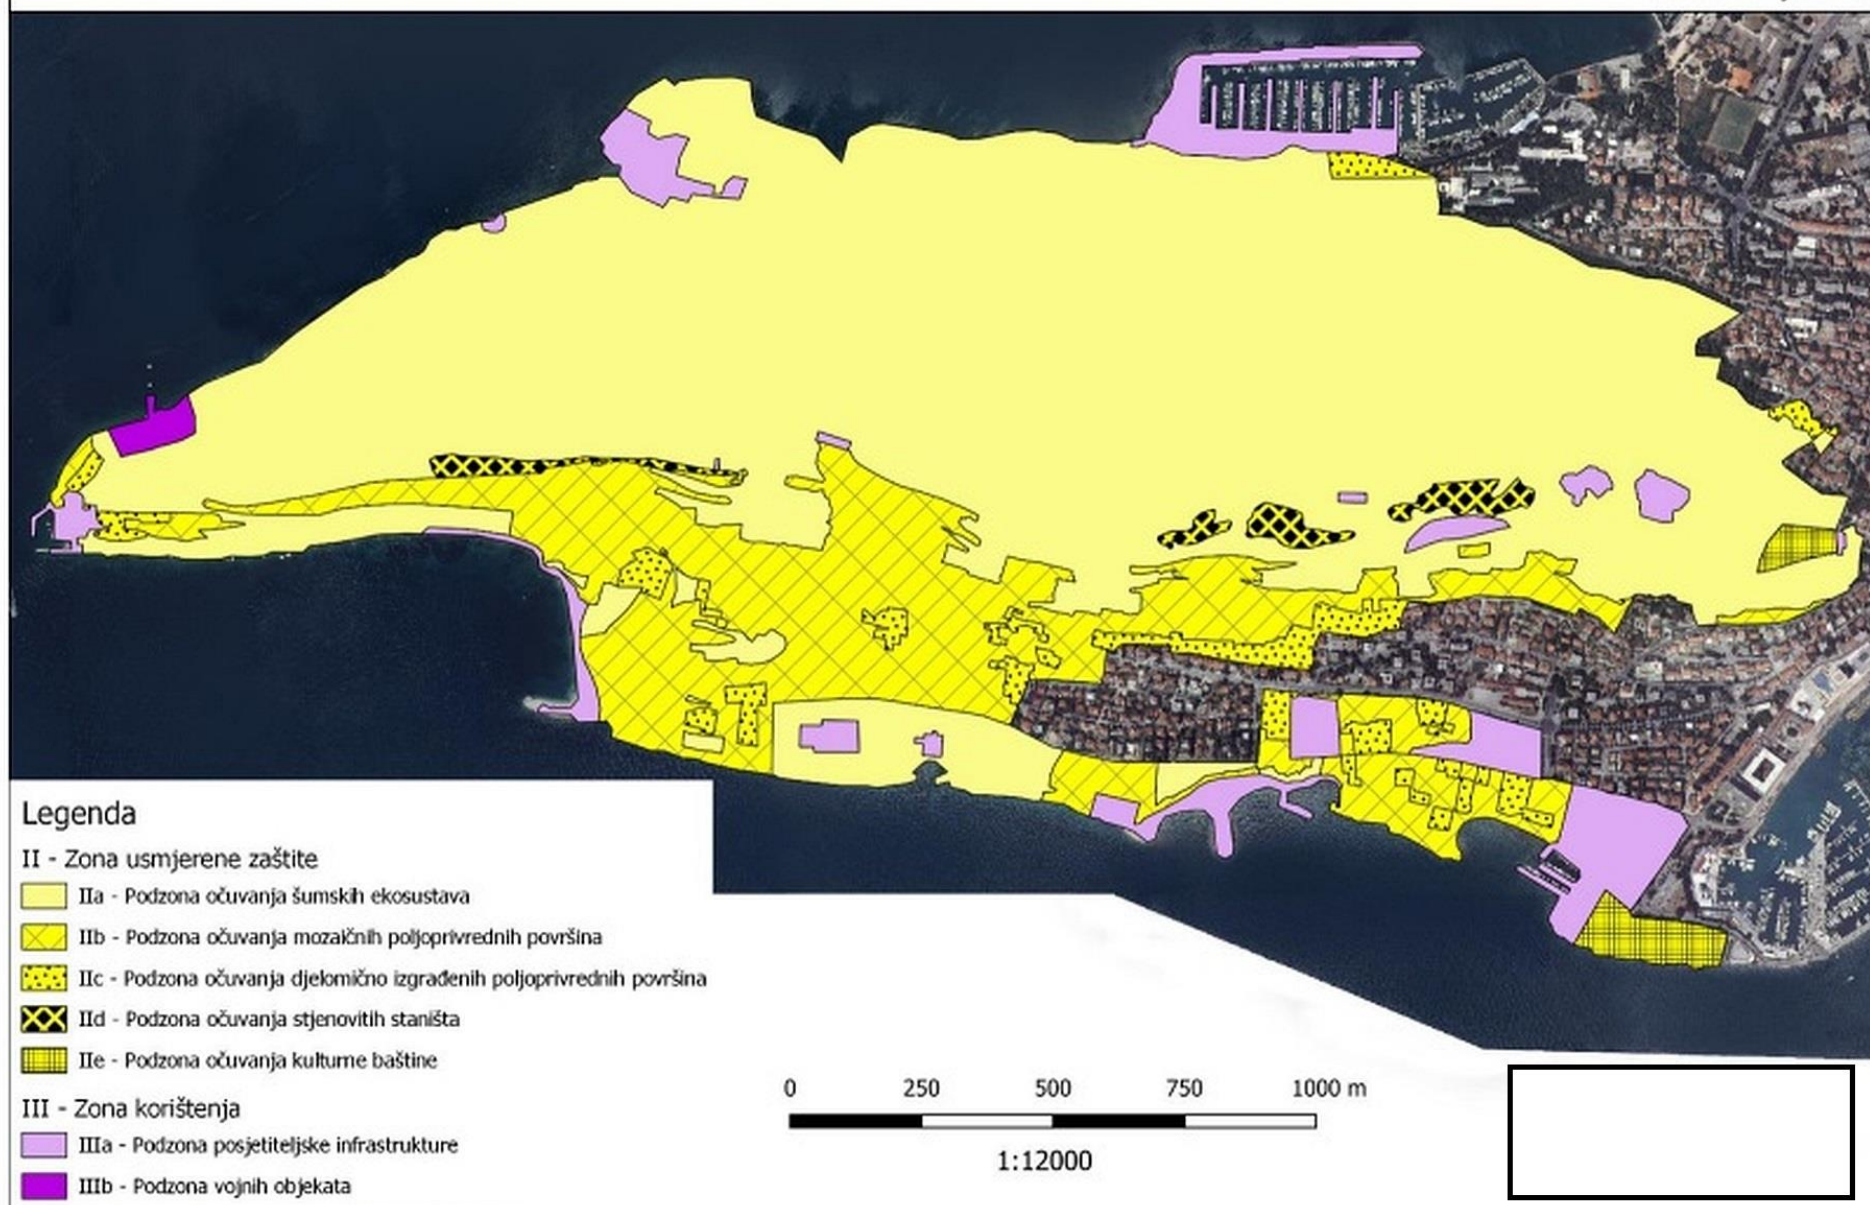 Legenda
II - Zona usmjerene zaštite
IIa - Podzona očuvanja šumskih ekosustava
IIb - Podzona očuvanja mozaičnih poljoprivrednih površina
IIc - Podzona očuvanja djelomično izgrađenih poljoprivrednih površina
IId - Podzona očuvanja stjenovitih staništa
IIe - Podzona očuvanja kulturne baštine
III - Zona korištenja
IIIa - Podzona posjetiteljske infrastrukture
IIIb - Podzona vojnih objekata
0 250 500 750 1000 m
1:12000